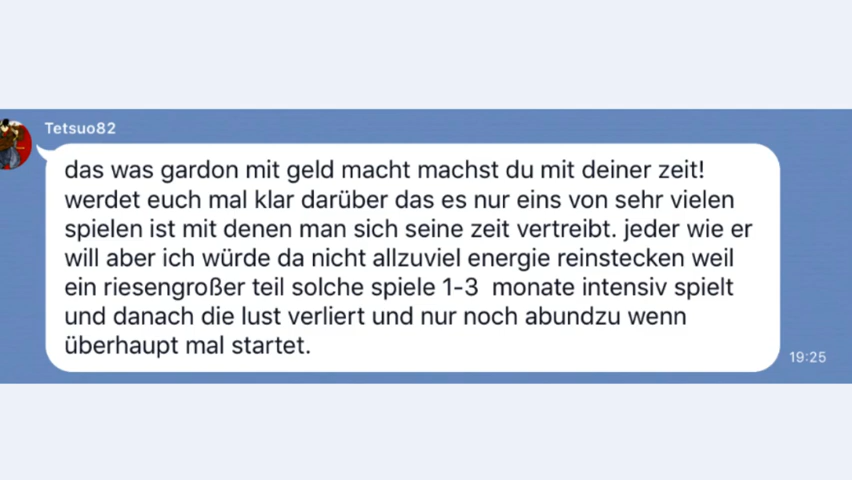 Tetsuo82
das was gardon mit geld macht machst du mit deiner zeit!
werdet euch mal klar darüber das es nur eins von sehr vielen
spielen ist mit denen man sich seine zeit vertreibt. jeder wie er
will aber ich würde da nicht allzuviel energie reinstecken weil
ein riesengroßer teil solche spiele 1-3  monate intensiv spielt
und danach die lust verliert und nur noch abundzu wenn
überhaupt mal startet.
19:25